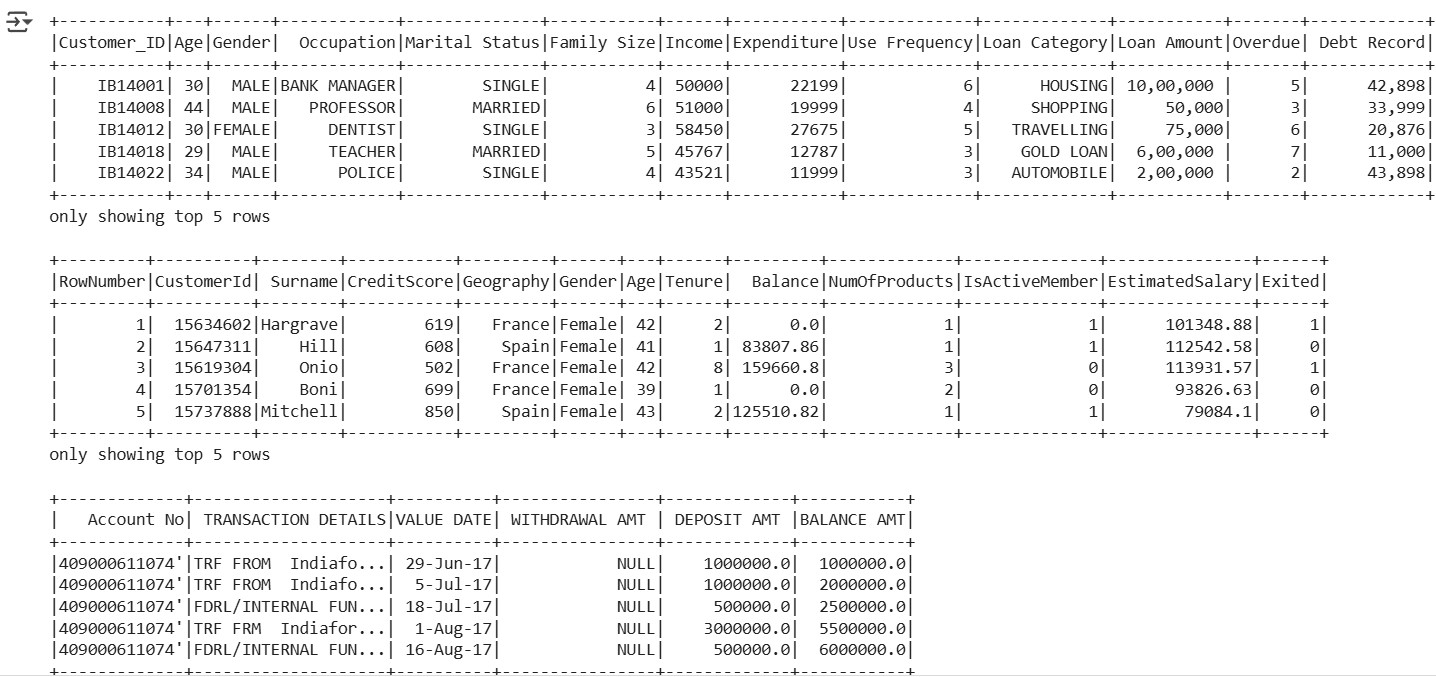 +-----------+---+------+------------+--------------+-----------+------+-----------+-------------+-------------+-----------+-------+------------+
|Customer_ID|Age|Gender|  Occupation|Marital Status|Family Size|Income|Expenditure|Use Frequency|Loan Category|Loan Amount|Overdue| Debt Record|
+-----------+---+------+------------+--------------+-----------+------+-----------+-------------+-------------+-----------+-------+------------+
|    IB14001| 30|  MALE|BANK MANAGER|        SINGLE|          4| 50000|      22199|            6|      HOUSING| 10,00,000 |      5|      42,898|
|    IB14008| 44|  MALE|   PROFESSOR|       MARRIED|          6| 51000|      19999|            4|     SHOPPING|     50,000|      3|      33,999|
|    IB14012| 30|FEMALE|     DENTIST|        SINGLE|          3| 58450|      27675|            5|   TRAVELLING|     75,000|      6|      20,876|
|    IB14018| 29|  MALE|     TEACHER|       MARRIED|          5| 45767|      12787|            3|    GOLD LOAN|  6,00,000 |      7|      11,000|
|    IB14022| 34|  MALE|      POLICE|        SINGLE|          4| 43521|      11999|            3|   AUTOMOBILE|  2,00,000 |      2|      43,898|
+-----------+---+------+------------+--------------+-----------+------+-----------+-------------+-------------+-----------+-------+------------+
only showing top 5 rows
+---------+----------+--------+-----------+---------+------+---+------+---------+-------------+--------------+---------------+------+
|RowNumber|CustomerId| Surname|CreditScore|Geography|Gender|Age|Tenure|  Balance|NumOfProducts|IsActiveMember|EstimatedSalary|Exited|
+---------+----------+--------+-----------+---------+------+---+------+---------+-------------+--------------+---------------+------+
|        1|  15634602|Hargrave|        619|   France|Female| 42|     2|      0.0|            1|             1|      101348.88|     1|
|        2|  15647311|    Hill|        608|    Spain|Female| 41|     1| 83807.86|            1|             1|      112542.58|     0|
|        3|  15619304|    Onio|        502|   France|Female| 42|     8| 159660.8|            3|             0|      113931.57|     1|
|        4|  15701354|    Boni|        699|   France|Female| 39|     1|      0.0|            2|             0|       93826.63|     0|
|        5|  15737888|Mitchell|        850|    Spain|Female| 43|     2|125510.82|            1|             1|        79084.1|     0|
+---------+----------+--------+-----------+---------+------+---+------+---------+-------------+--------------+---------------+------+
only showing top 5 rows
+-------------+--------------------+----------+----------------+-------------+-----------+
|   Account No| TRANSACTION DETAILS|VALUE DATE| WITHDRAWAL AMT | DEPOSIT AMT |BALANCE AMT|
+-------------+--------------------+----------+----------------+-------------+-----------+
|409000611074'|TRF FROM  Indiafo...| 29-Jun-17|            NULL|    1000000.0|  1000000.0|
|409000611074'|TRF FROM  Indiafo...|  5-Jul-17|            NULL|    1000000.0|  2000000.0|
|409000611074'|FDRL/INTERNAL FUN...| 18-Jul-17|            NULL|     500000.0|  2500000.0|
|409000611074'|TRF FRM  Indiafor...|  1-Aug-17|            NULL|    3000000.0|  5500000.0|
|409000611074'|FDRL/INTERNAL FUN...| 16-Aug-17|            NULL|     500000.0|  6000000.0|
+-------------+--------------------+----------+----------------+-------------+-----------+